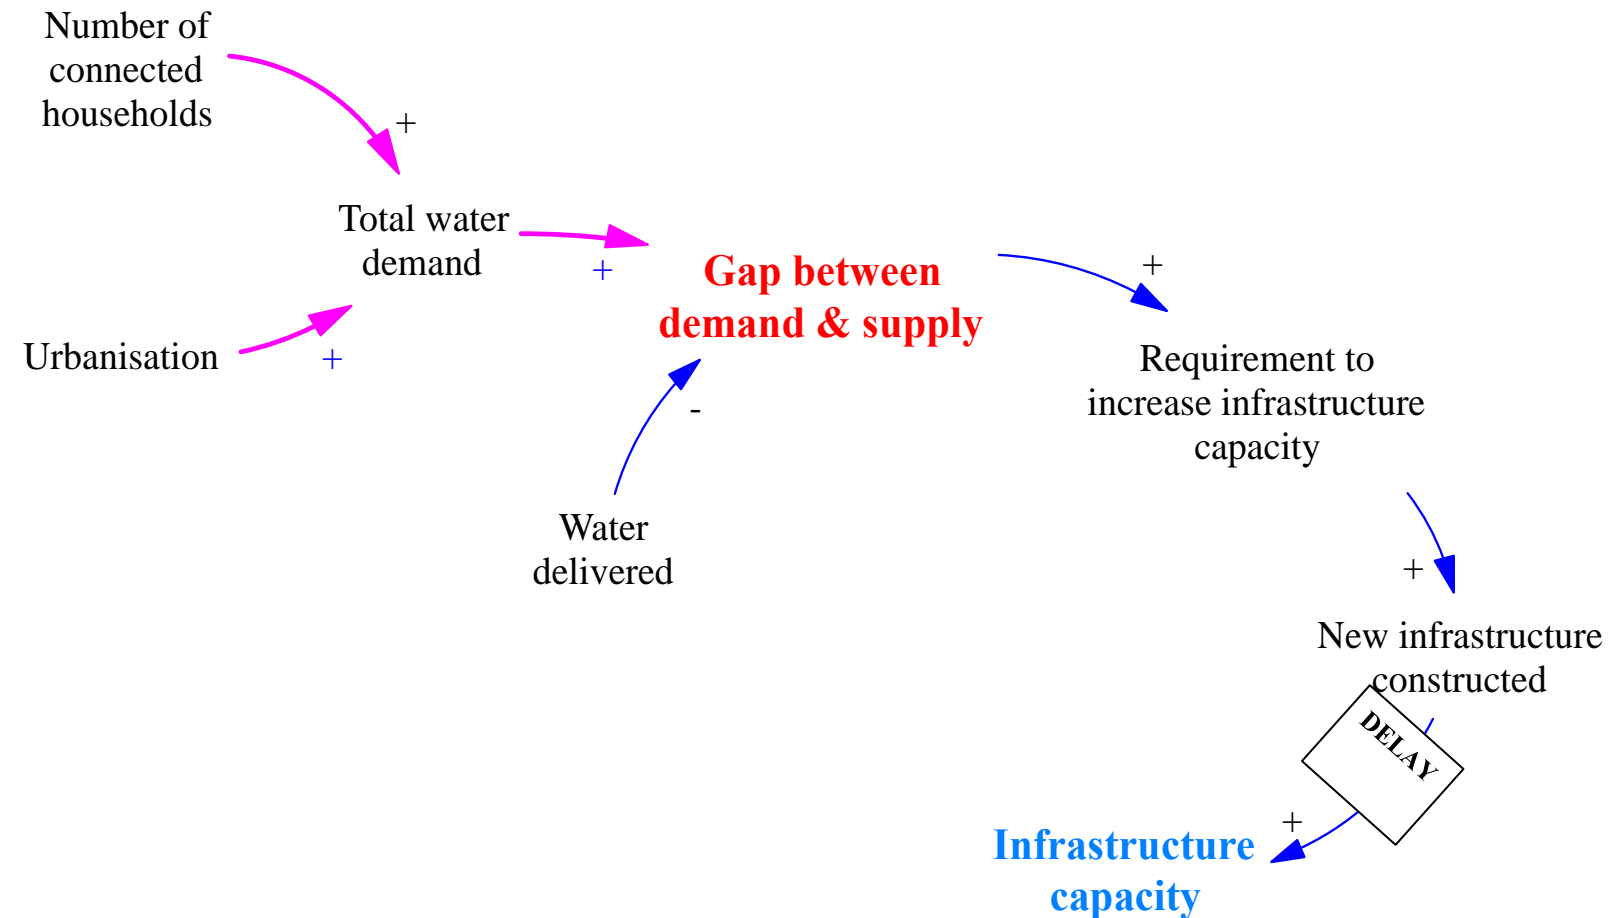 Number of
connected
households
+
Total water
demand
+
Gap between
demand & supply
+
Urbanisation
+
-
Water
delivered
Requirement to
increase infrastructure
capacity
+
New infrastructure
constructed
DELAY
+
Infrastructure
capacity